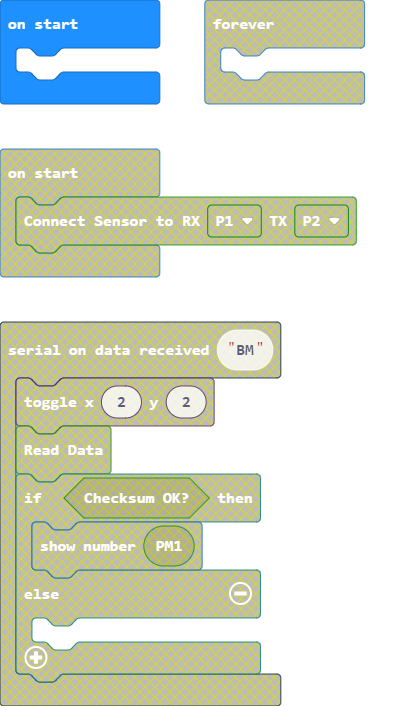 on start
forever
on start
Connect Sensor to RX P1 TX P2
serial on data received "BM"
toggle x 2 y 2
Read Data
if Checksum OK? then
show number PM1
else